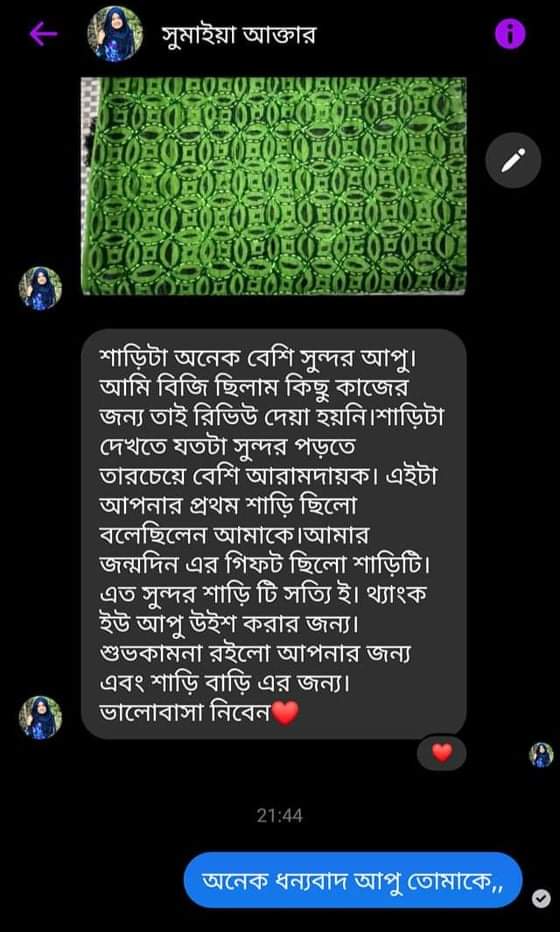 সুমাইয়া আক্তার
শাড়িটা অনেক বেশি সুন্দর আপু।
আমি বিজি ছিলাম কিছু কাজের
জন্য তাই রিভিউ দেয়া হয়নি।শাড়িটা
দেখতে যতটা সুন্দর পড়তে
তারচেয়ে বেশি আরামদায়ক। এইটা
আপনার প্রথম শাড়ি ছিলো
বলেছিলেন আমাকে।আমার
জন্মদিন এর গিফট ছিলো শাড়িটি।
এত সুন্দর শাড়ি টি সত্যি ই। থ্যাংক
ইউ আপু উইশ করার জন্য।
শুভকামনা রইলো আপনার জন্য
এবং শাড়ি বাড়ি এর জন্য।
ভালোবাসা নিবেন❤️
21:44
অনেক ধন্যবাদ আপু তোমাকে,,